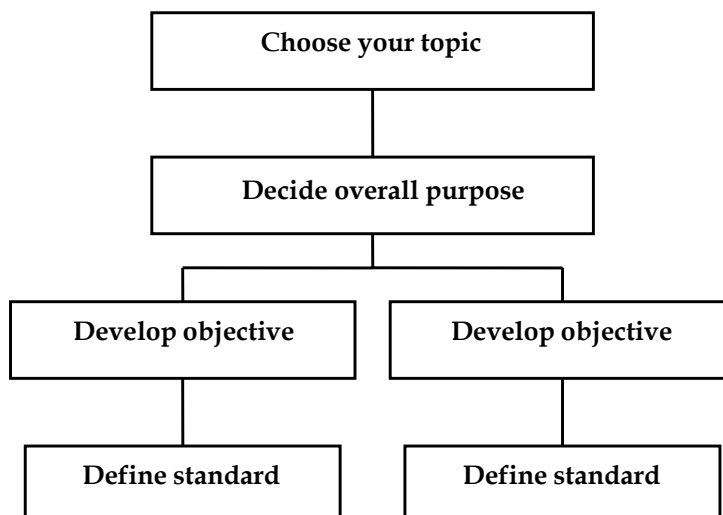 Choose your topic
Decide overall purpose
Develop objective
Develop objective
Define standard
Define standard